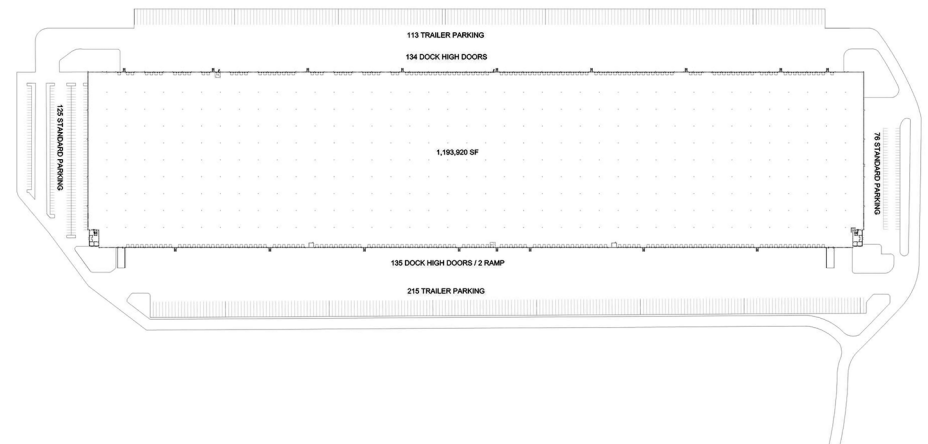 113 TRAILER PARKING
134 DOCK HIGH DOORS
125 STANDARD PARKING
1,193,920 SF
76 STANDARD PARKING
135 DOCK HIGH DOORS / 2 RAMP
215 TRAILER PARKING